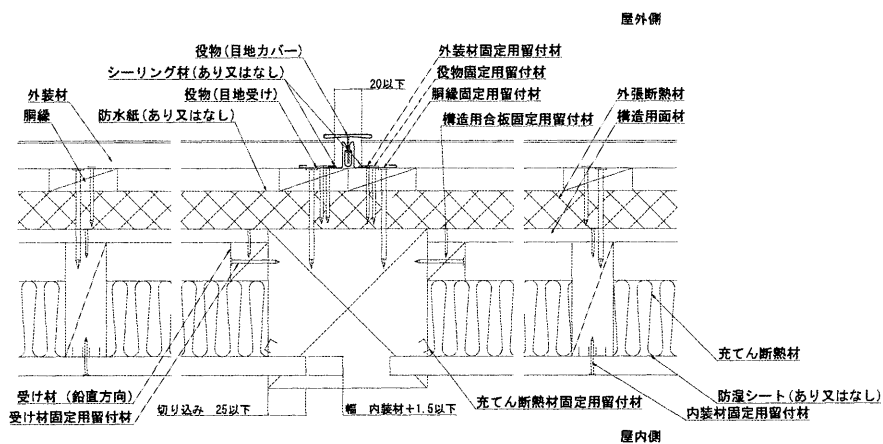 屋外側
役物(目地カバー)
シーリング材(あり又はなし)
役物(目地受け)
防水紙(あり又はなし)
外装材
胴縁
20以下
外装材固定用留付材
役物固定用留付材
胴縁固定用留付材
構造用合板固定用留付材
外張断熱材
構造用面材
充てん断熱材
防湿シート(あり又はなし)
内装材固定用留付材
受け材(鉛直方向)
受け材固定用留付材
切り込み 25以下
幅 内装材+1.5以下
充てん断熱材固定用留付材
屋内側